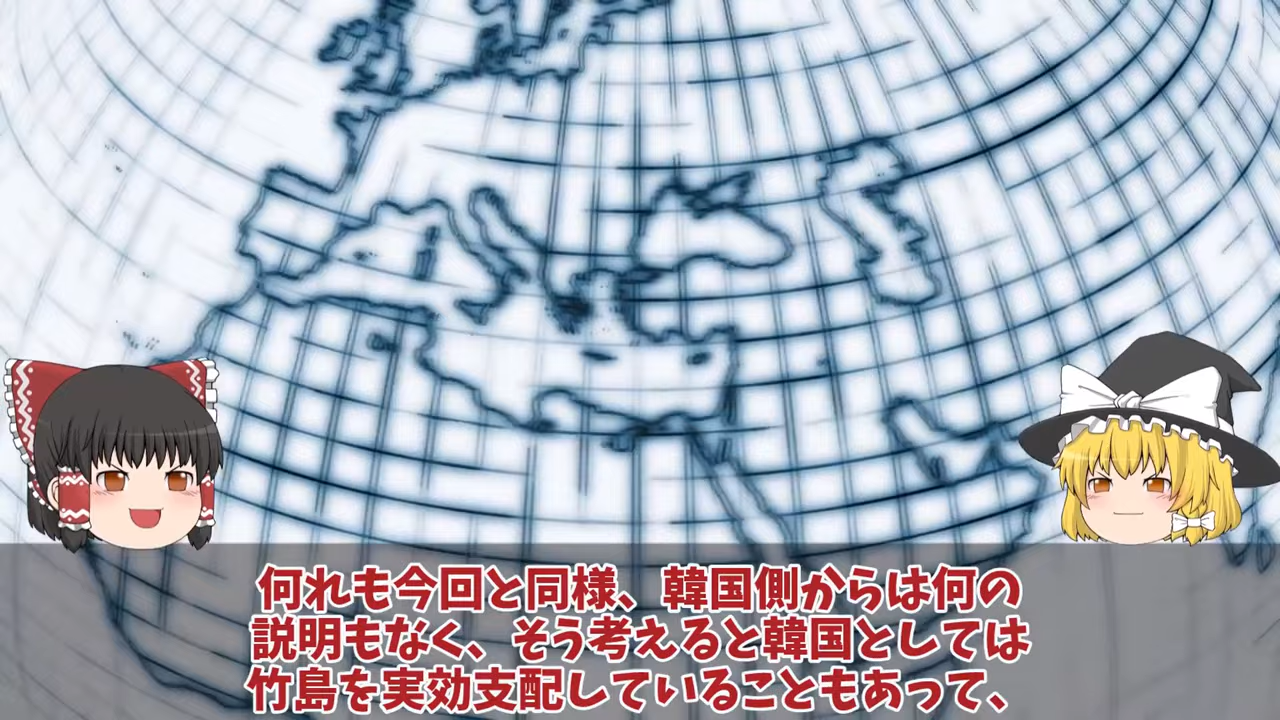 何れも今回と同様、韓国側からは何の
説明もなく、そう考えると韓国としては
竹島を実効支配していることもあって、